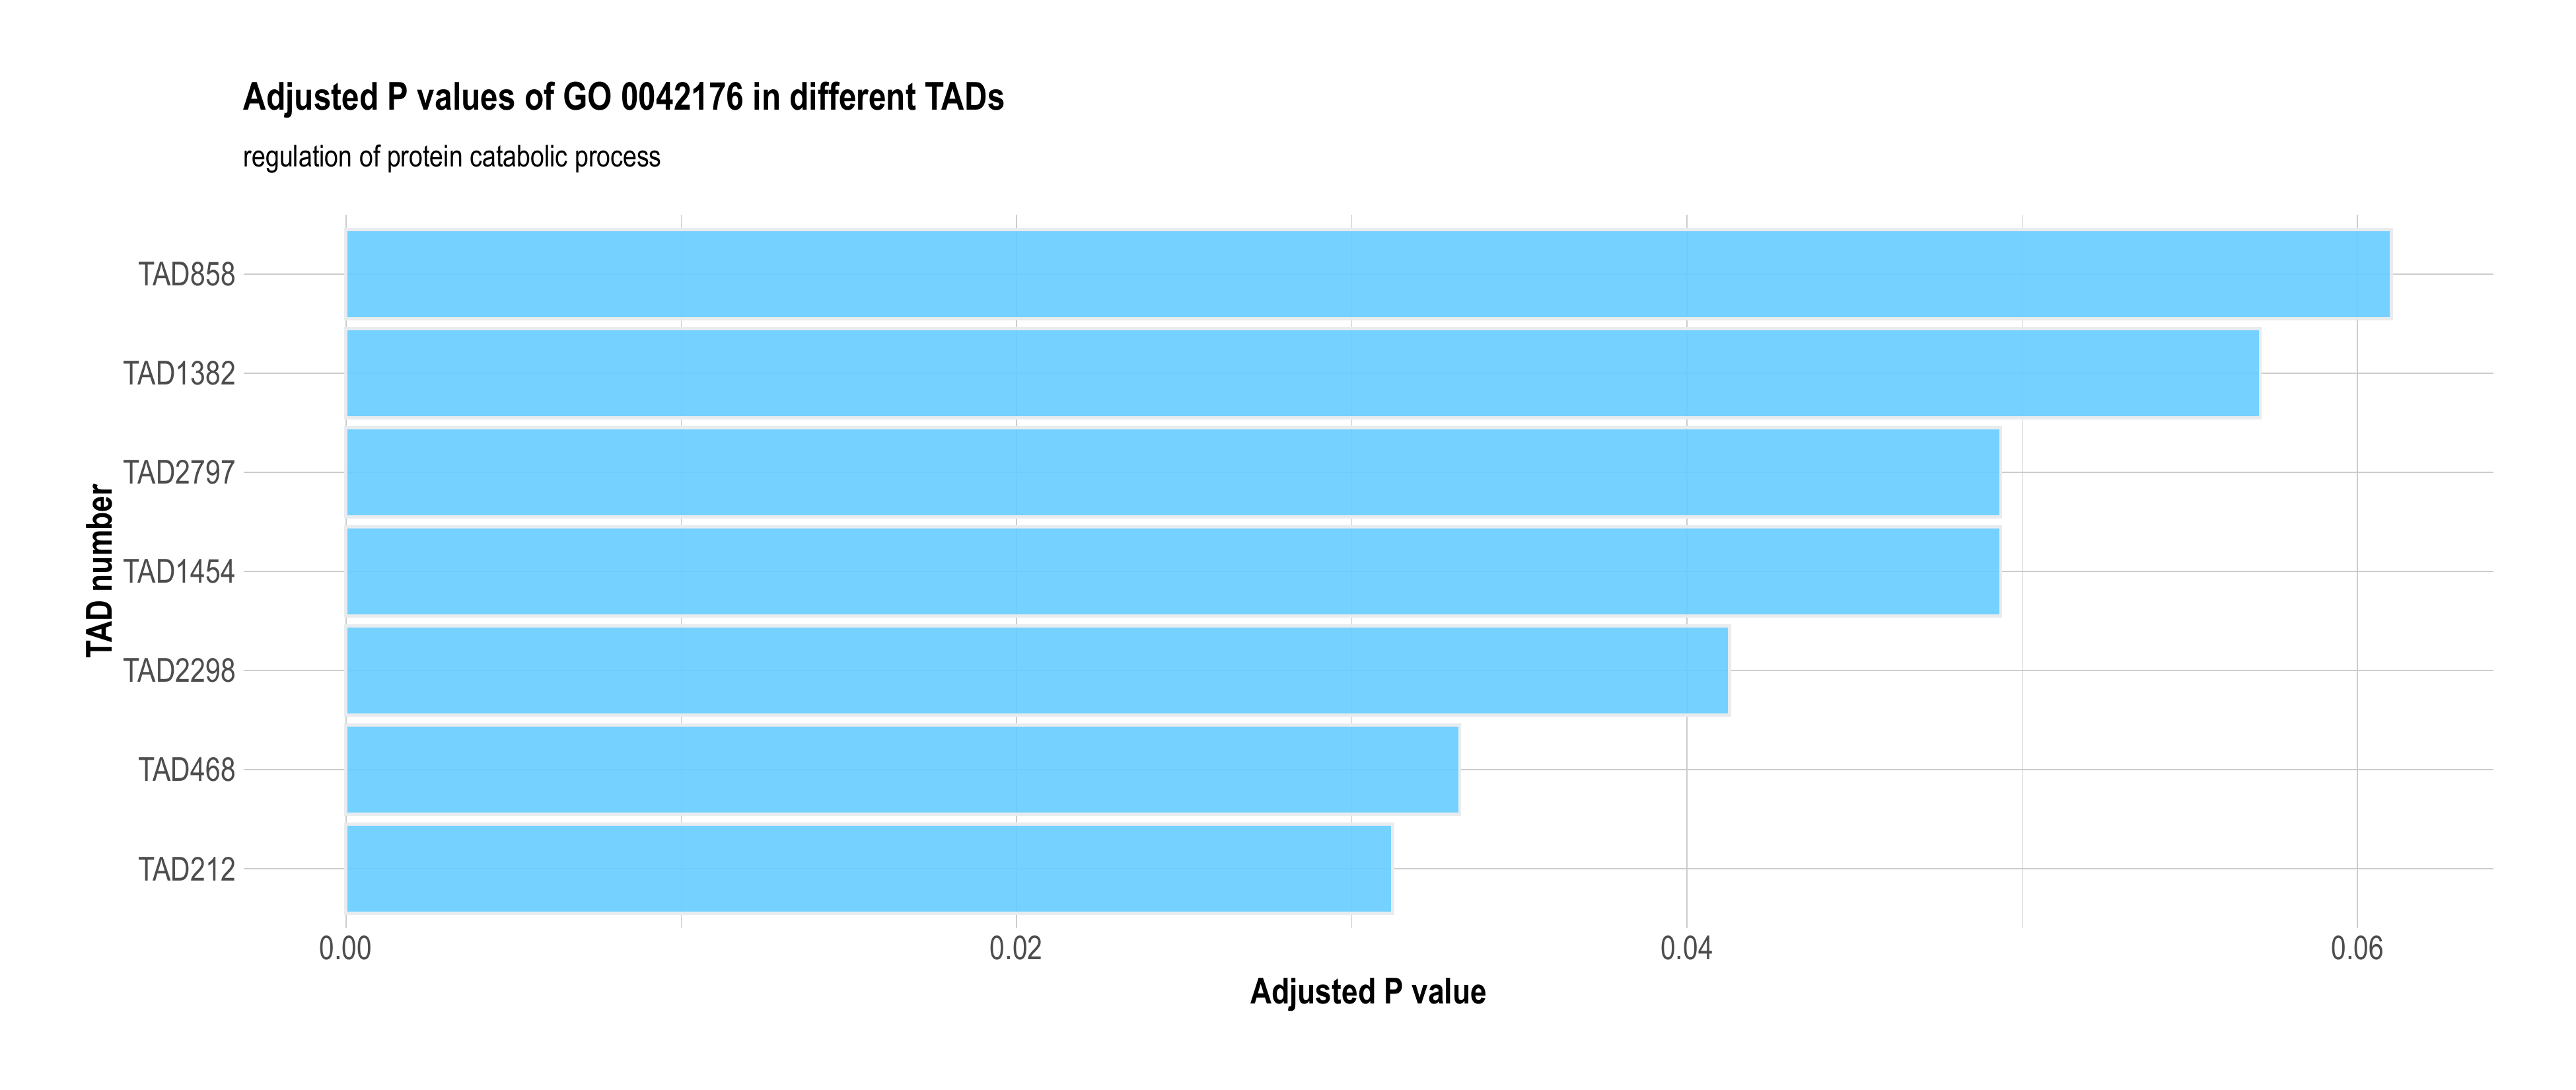 Adjusted P values of GO 0042176 in different TADs
regulation of protein catabolic process
TAD number
TAD858
TAD1382
TAD2797
TAD1454
TAD2298
TAD468
TAD212
0.00 0.02 0.04 0.06
Adjusted P value